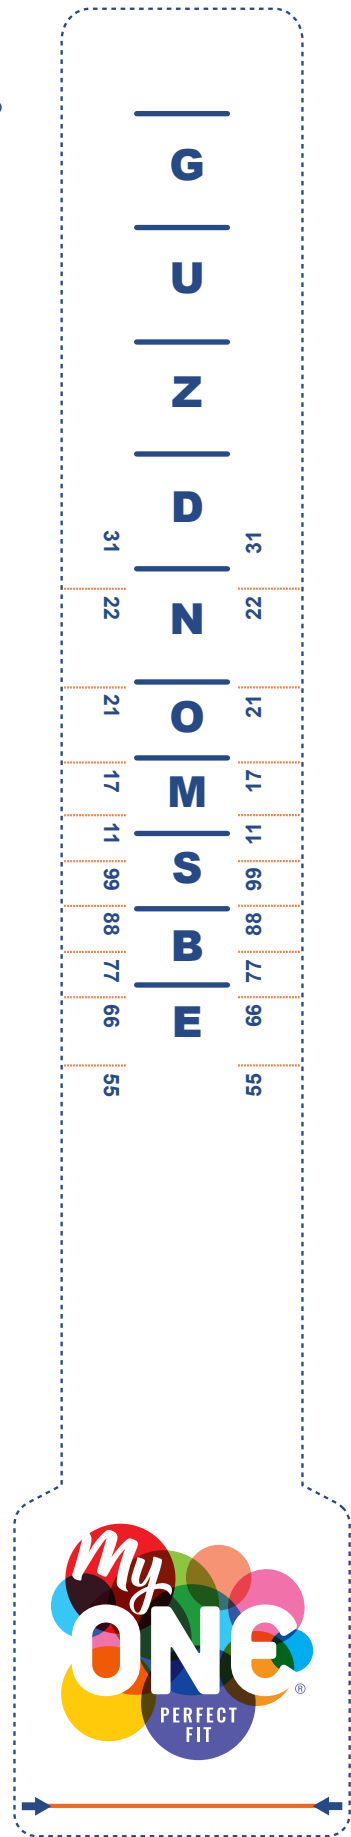 G
U
Z
D
31 31
N
22 22
O
21 21
M
17 17
11 11
S
99 99
88 88
B
77 77
66 66
E
55 55
My
ONE®
PERFECT
FIT